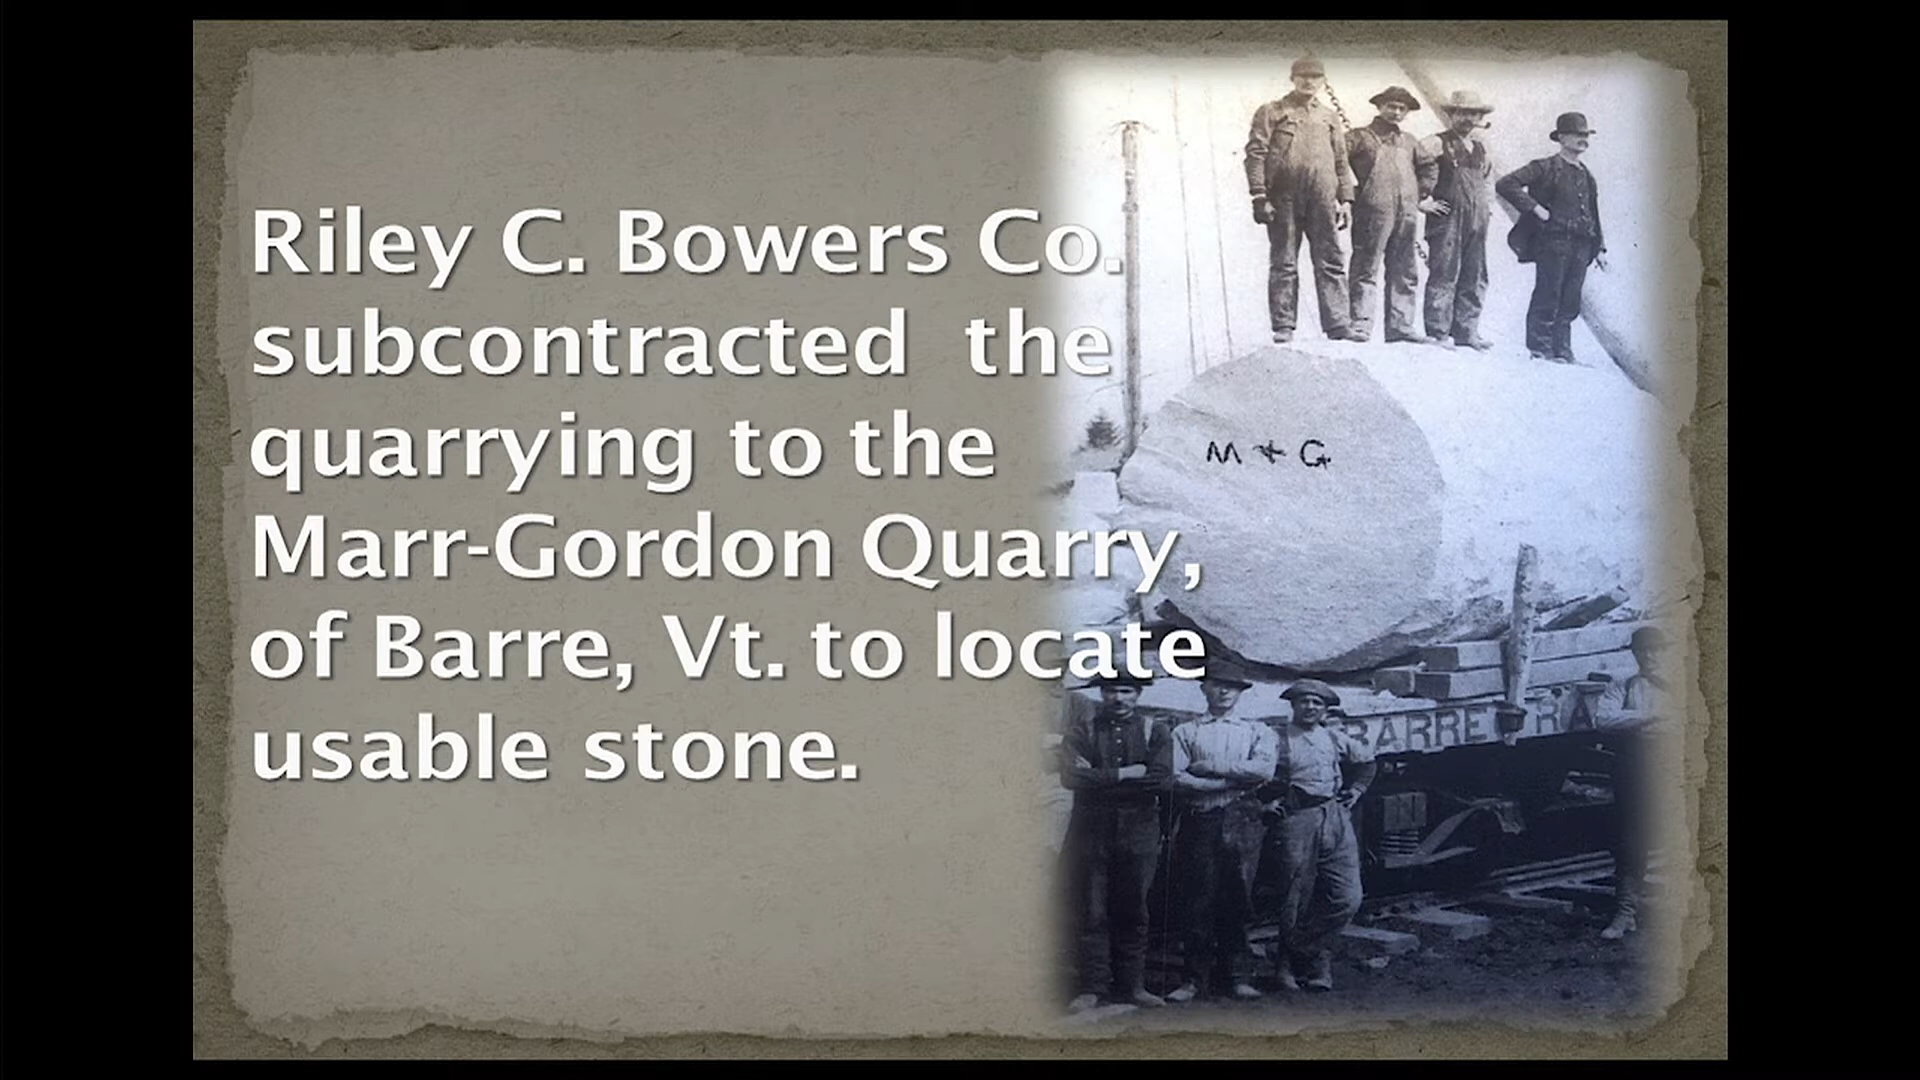 Riley C. Bowers Co.
subcontracted the
quarrying to the
Marr-Gordon Quarry,
of Barre, Vt. to locate
usable stone.
M + G
BARRE RA